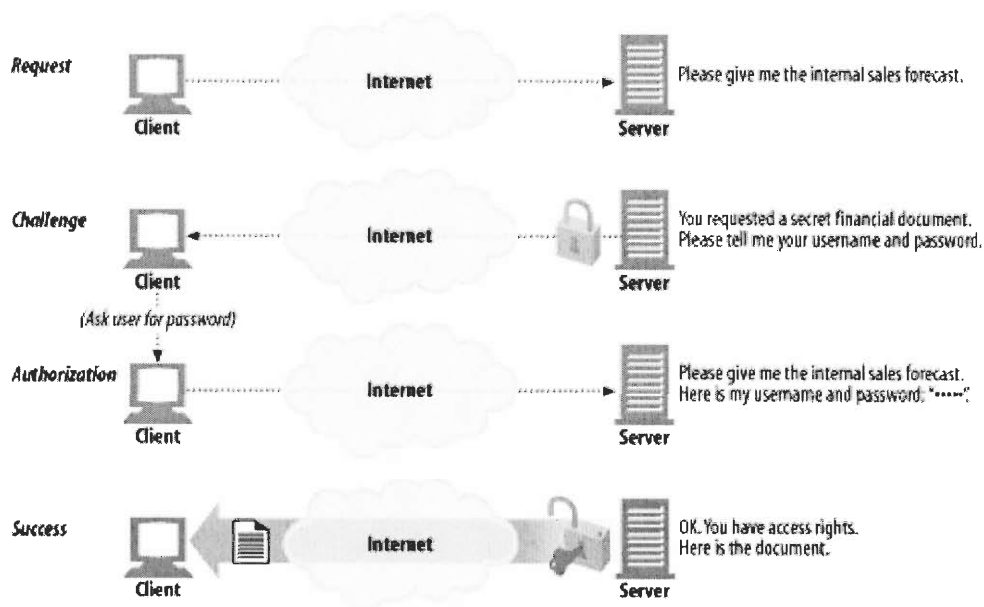 Request
Internet
Please give me the internal sales forecast.
Client
Server
Challenge
Internet
You requested a secret financial document.
Please tell me your username and password.
Client
Server
(Ask user for password)
Authorization
Internet
Please give me the internal sales forecast.
Here is my username and password: "•••••".
Client
Server
Success
Internet
OK. You have access rights.
Here is the document.
Client
Server